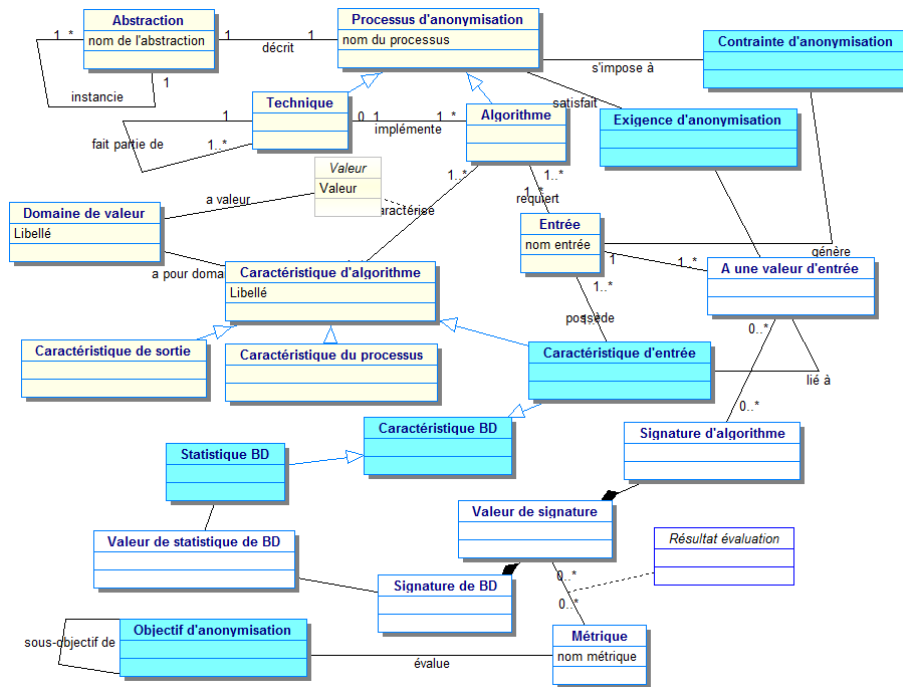 Abstraction
nom de l'abstraction
1..*
1
1
instancie
décrit
1
1
Processus d'anonymisation
nom du processus
Contrainte d'anonymisation
s'impose à
satisfait
Exigence d'anonymisation
Technique
fait partie de
1
1..*
0
1
implémente
1..*
Algorithme
1..*
1..*
Valeur
Valeur
a valeur
aractérise
requiert
1..*
Domaine de valeur
Libellé
a pour doma
Entrée
nom entrée
1
1..*
génère
A une valeur d'entrée
Caractéristique d'algorithme
Libellé
1..*
possède
1..*
0..*
Caractéristique de sortie
Caractéristique du processus
Caractéristique d'entrée
lié à
0..*
Caractéristique BD
Signature d'algorithme
Statistique BD
Valeur de signature
Valeur de statistique de BD
Résultat évaluation
Signature de BD
0..*
0..*
Objectif d'anonymisation
sous-objectif de
évalue
Métrique
nom métrique